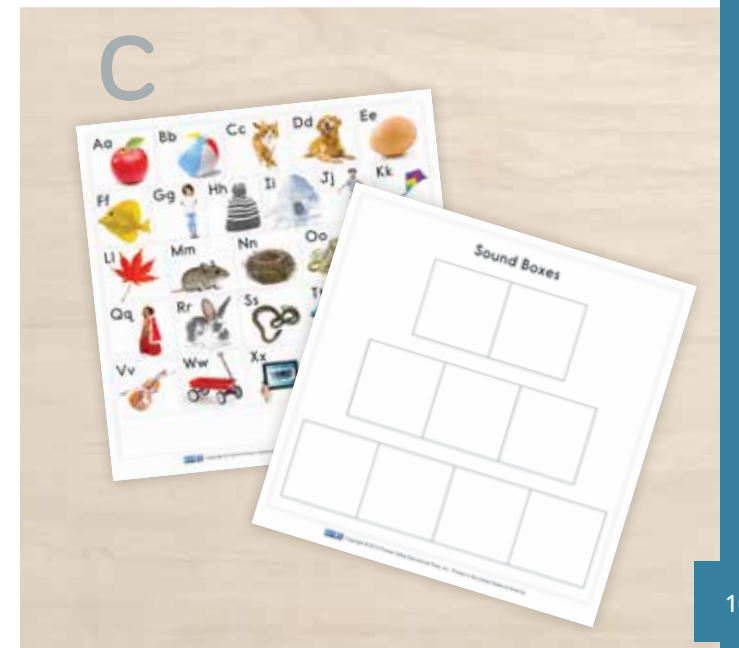 C
Aa Bb Cc Dd Ee
Ff Gg Hh Ii Jj Kk
Ll Mm Nn Oo
Qq Rr Ss
Vv Ww Xx
Sound Boxes